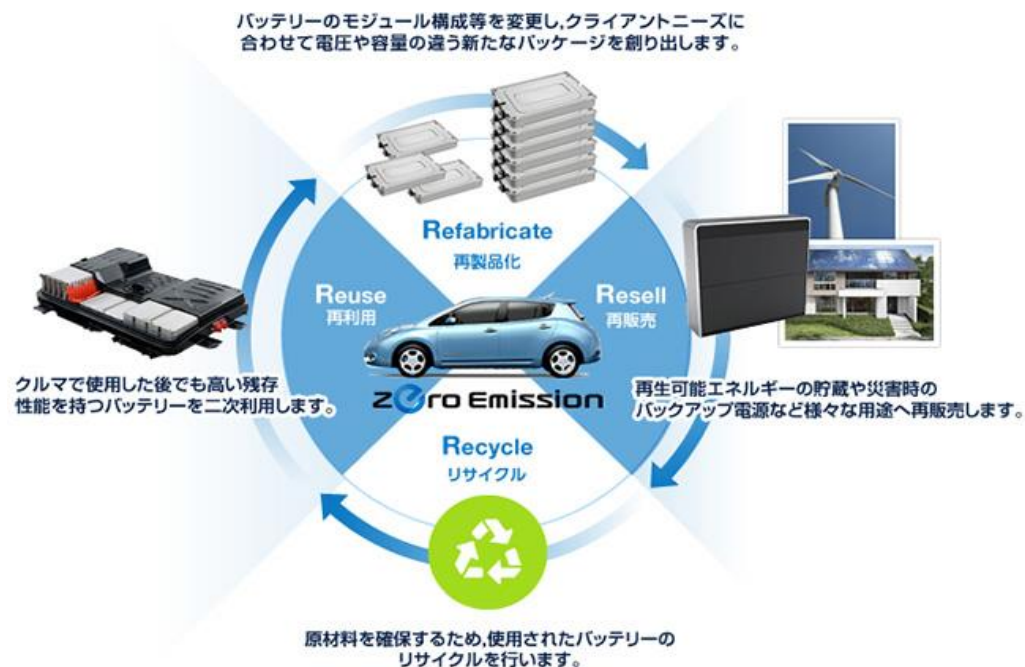 バッテリーのモジュール構成等を変更し,クライアントニーズに
合わせて電圧や容量の違う新たなパッケージを創り出します。
Refabricate
再製品化
Reuse
再利用
Resell
再販売
クルマで使用した後でも高い残存
性能を持つバッテリーを二次利用します。
zero Emission
再生可能エネルギーの貯蔵や災害時の
バックアップ電源など様々な用途へ再販売します。
Recycle
リサイクル
原材料を確保するため,使用されたバッテリーの
リサイクルを行います。